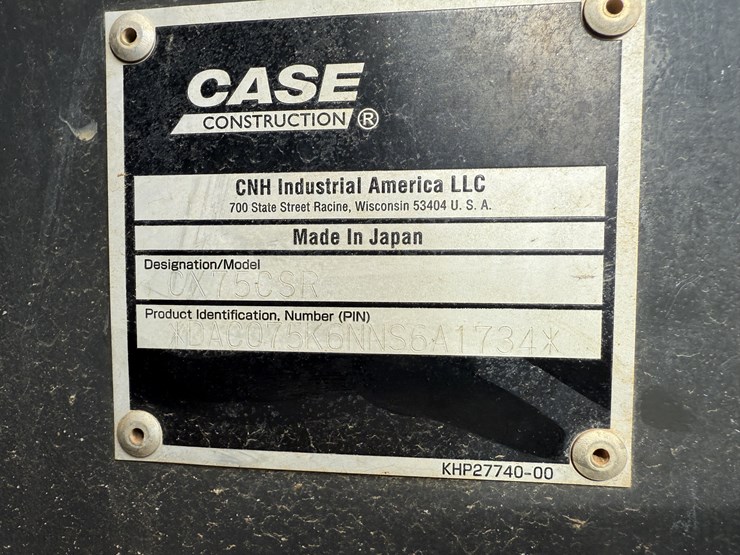 CASE
CONSTRUCTION ®
CNH Industrial America LLC
700 State Street Racine, Wisconsin 53404 U. S. A.
Made In Japan
Designation/Model
CX75CSR
Product Identification, Number (PIN)
*DAC075K6NNS6A1734*
KHP27740-00